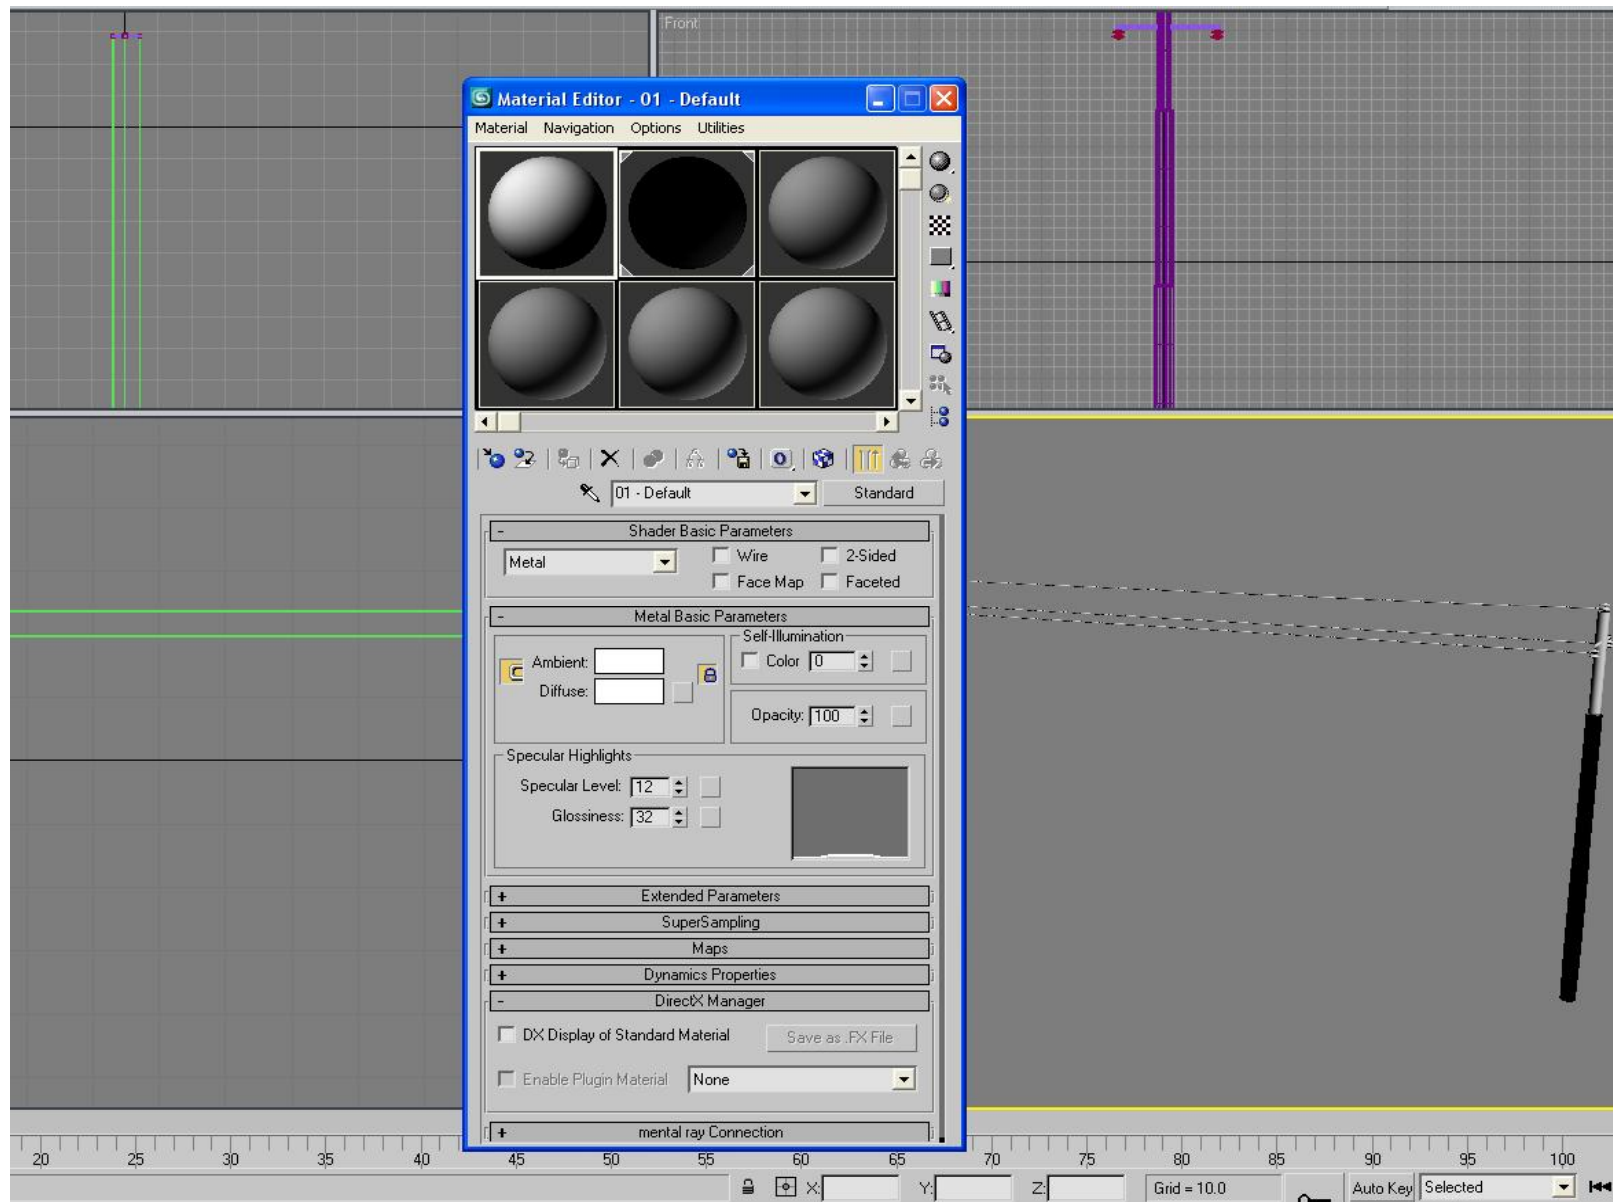 Front
Material Editor - 01 - Default
Material Navigation Options Utilities
01 - Default Standard
- Shader Basic Parameters
Metal
Wire 2-Sided
Face Map Faceted
- Metal Basic Parameters
Ambient:
Diffuse:
Self-Illumination
Color 0
Opacity: 100
Specular Highlights
Specular Level: 12
Glossiness: 32
+ Extended Parameters
+ SuperSampling
+ Maps
+ Dynamics Properties
- DirectX Manager
DX Display of Standard Material Save as .FX File
Enable Plugin Material None
+ mental ray Connection
20 25 30 35 40 45 50 55 60 65 70 75 80 85 90 95 100
X: Y: Z: Grid = 10.0 Auto Key Selected